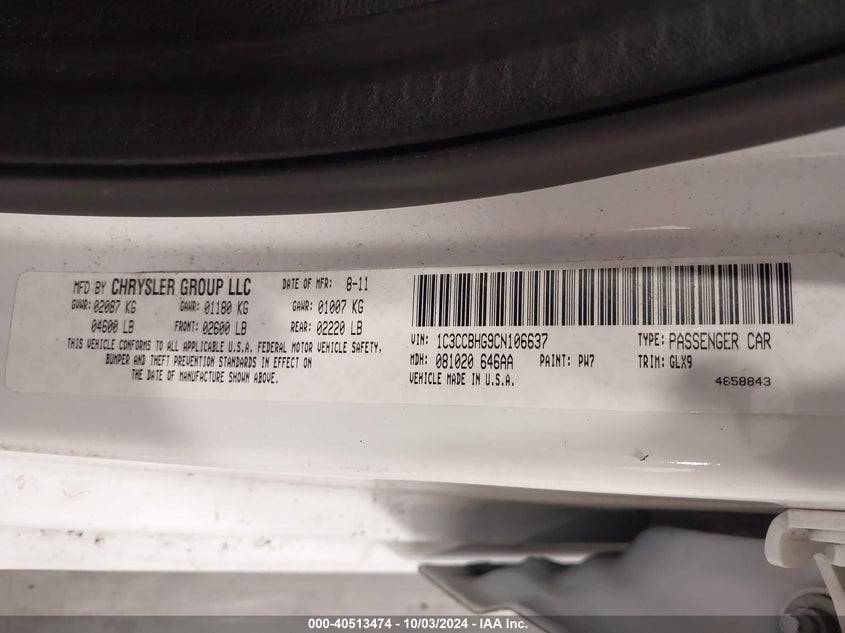 MFD BY CHRYSLER GROUP LLC DATE OF MFR: 8-11
GVWR: 02087 KG GAWR: 01180 KG GAWR: 01007 KG
04600 LB FRONT: 02600 LB REAR: 02220 LB
THIS VEHICLE CONFORMS TO ALL APPLICABLE U.S.A. FEDERAL MOTOR VEHICLE SAFETY,
BUMPER AND THEFT PREVENTION STANDARDS IN EFFECT ON
THE DATE OF MANUFACTURE SHOWN ABOVE.
VIN: 1C3CCBHG9CN106637 TYPE: PASSENGER CAR
MDH: 081020 646AA PAINT: PW7 TRIM: GLX9
VEHICLE MADE IN U.S.A. 4658843
000-40513474 - 10/03/2024 - IAA Inc.